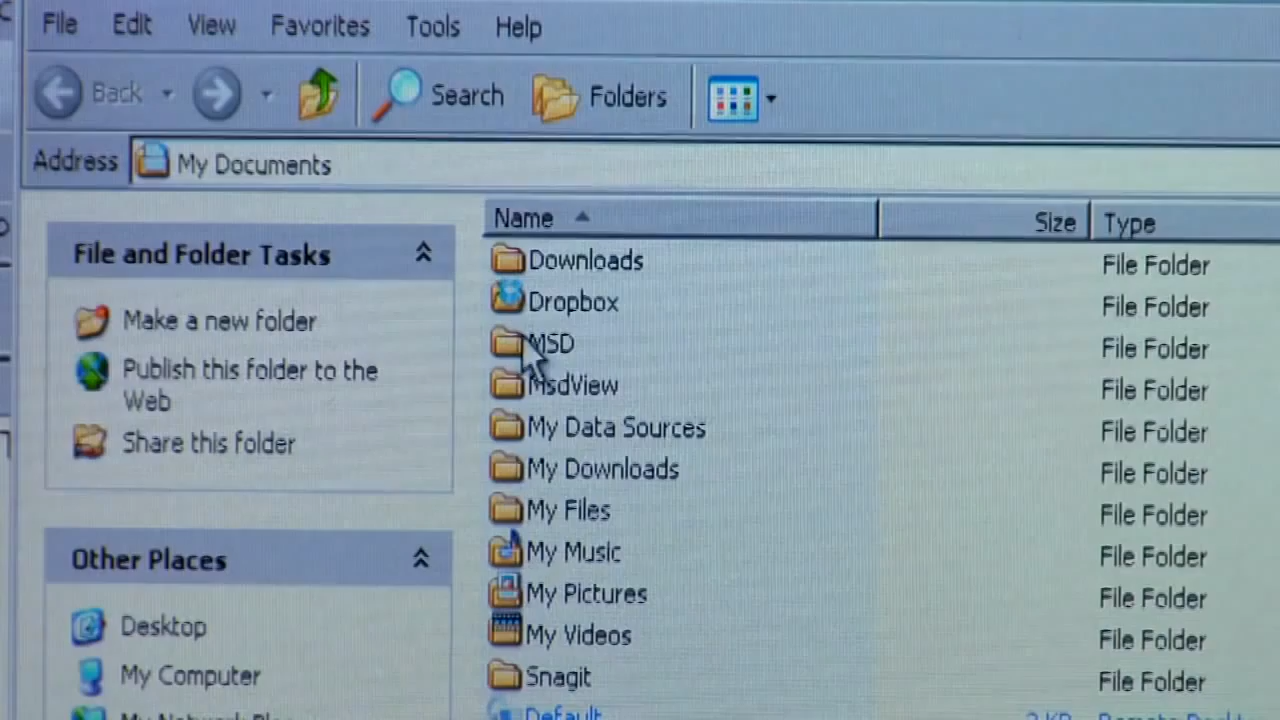 File Edit View Favorites Tools Help
Back Search Folders
Address My Documents
Name Size Type
File and Folder Tasks
Make a new folder
Publish this folder to the
Web
Share this folder
Other Places
Desktop
My Computer
Downloads File Folder
Dropbox File Folder
MSD File Folder
MsdView File Folder
My Data Sources File Folder
My Downloads File Folder
My Files File Folder
My Music File Folder
My Pictures File Folder
My Videos File Folder
Snagit File Folder
Default